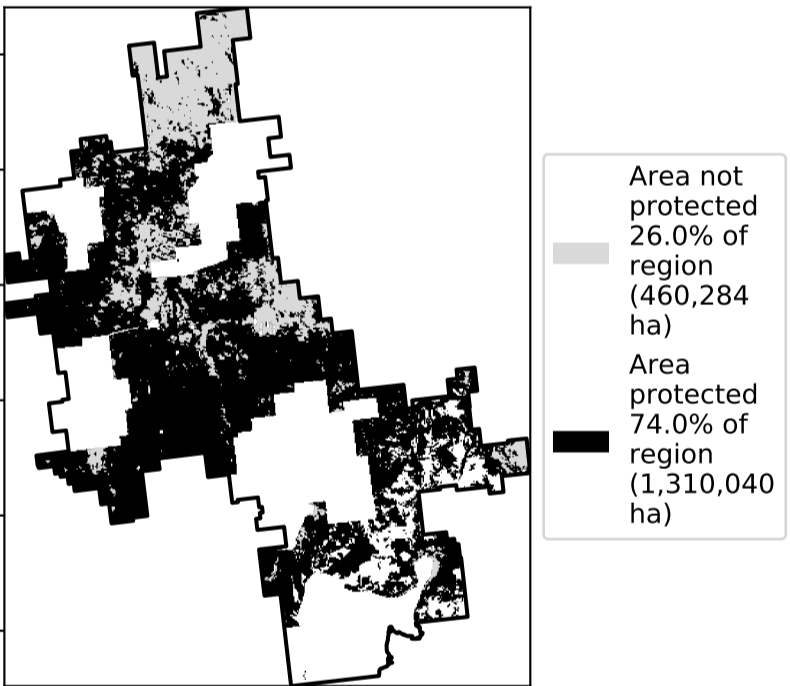 Area not
protected
26.0% of
region
(460,284
ha)
Area
protected
74.0% of
region
(1,310,040
ha)